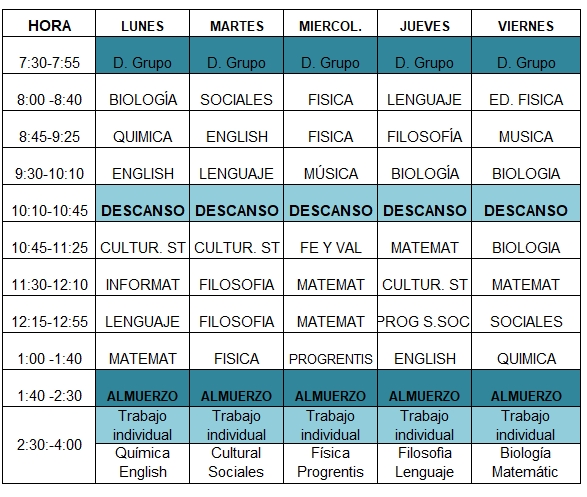 HORA LUNES MARTES MIERCOL. JUEVES VIERNES
7:30-7:55 D. Grupo D. Grupo D. Grupo D. Grupo D. Grupo
8:00 -8:40 BIOLOGÍA SOCIALES FISICA LENGUAJE ED. FISICA
8:45-9:25 QUIMICA ENGLISH FISICA FILOSOFÍA MUSICA
9:30-10:10 ENGLISH LENGUAJE MÚSICA BIOLOGÍA BIOLOGIA
10:10-10:45 DESCANSO DESCANSO DESCANSO DESCANSO DESCANSO
10:45-11:25 CULTUR. ST CULTUR. ST FE Y VAL MATEMAT BIOLOGIA
11:30-12:10 INFORMAT FILOSOFIA MATEMAT CULTUR. ST MATEMAT
12:15-12:55 LENGUAJE FILOSOFIA MATEMAT PROG S.SOC SOCIALES
1:00 -1:40 MATEMAT FISICA PROGRENTIS ENGLISH QUIMICA
1:40 -2:30 ALMUERZO ALMUERZO ALMUERZO ALMUERZO ALMUERZO
2:30:-4:00 Trabajo individual Trabajo individual Trabajo individual Trabajo individual Trabajo individual
Química Cultural Física Filosofia Biología
English Sociales Progrentis Lenguaje Matemátic